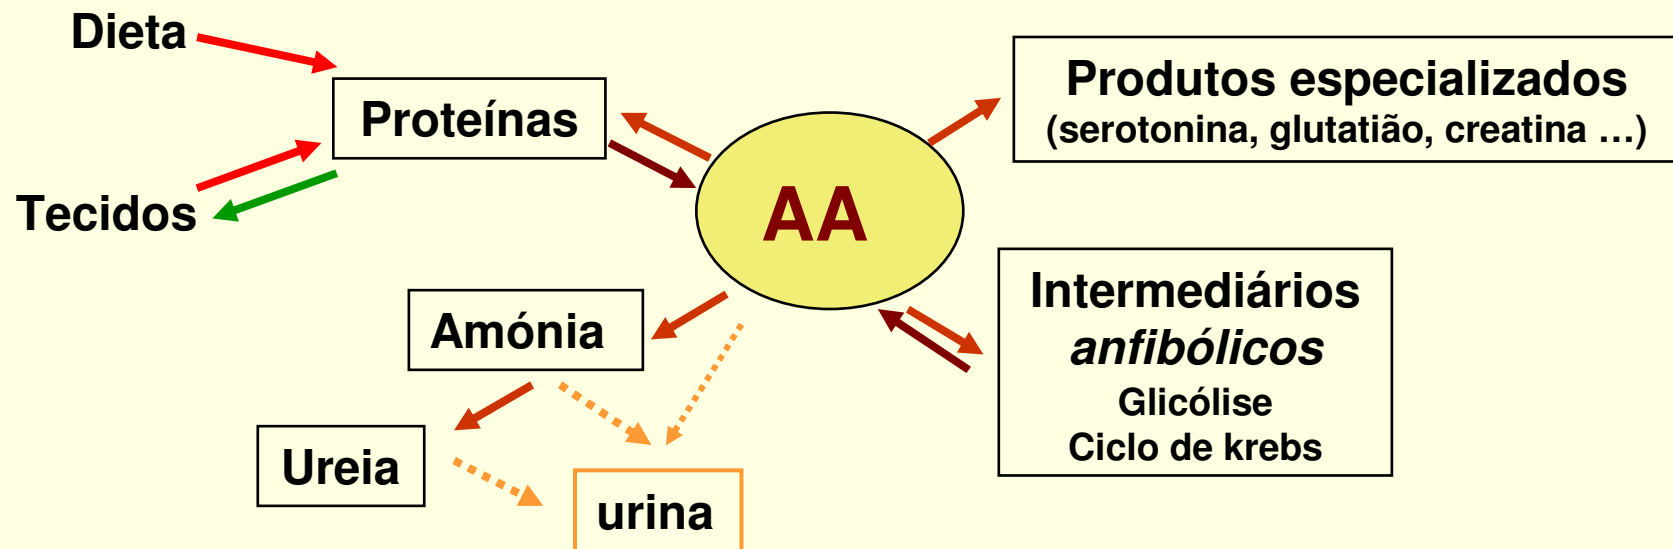 Dieta
Proteínas
Tecidos
AA
Produtos especializados
(serotonina, glutatião, creatina ...)
Intermediários
anfibólicos
Glicólise
Ciclo de krebs
Amónia
Ureia
urina